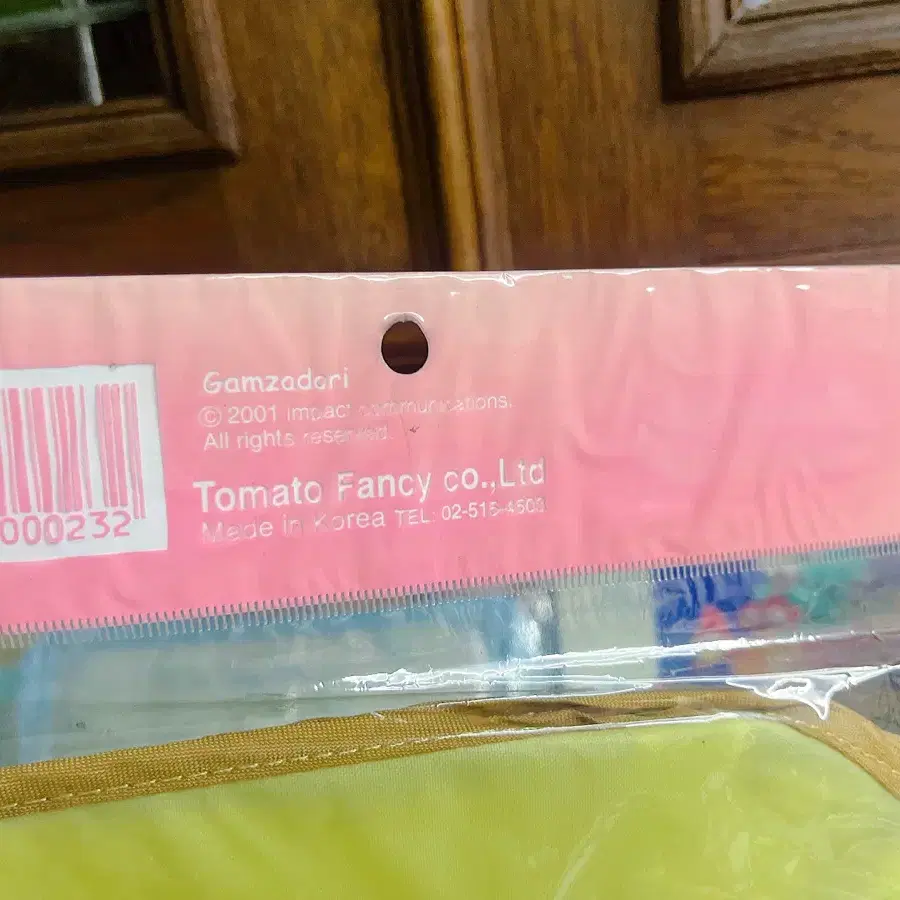 Gamzadori
© 2001 impact communications.
All rights reserved.
Tomato Fancy co.,Ltd
Made in Korea TEL: 02-515-4500
000232